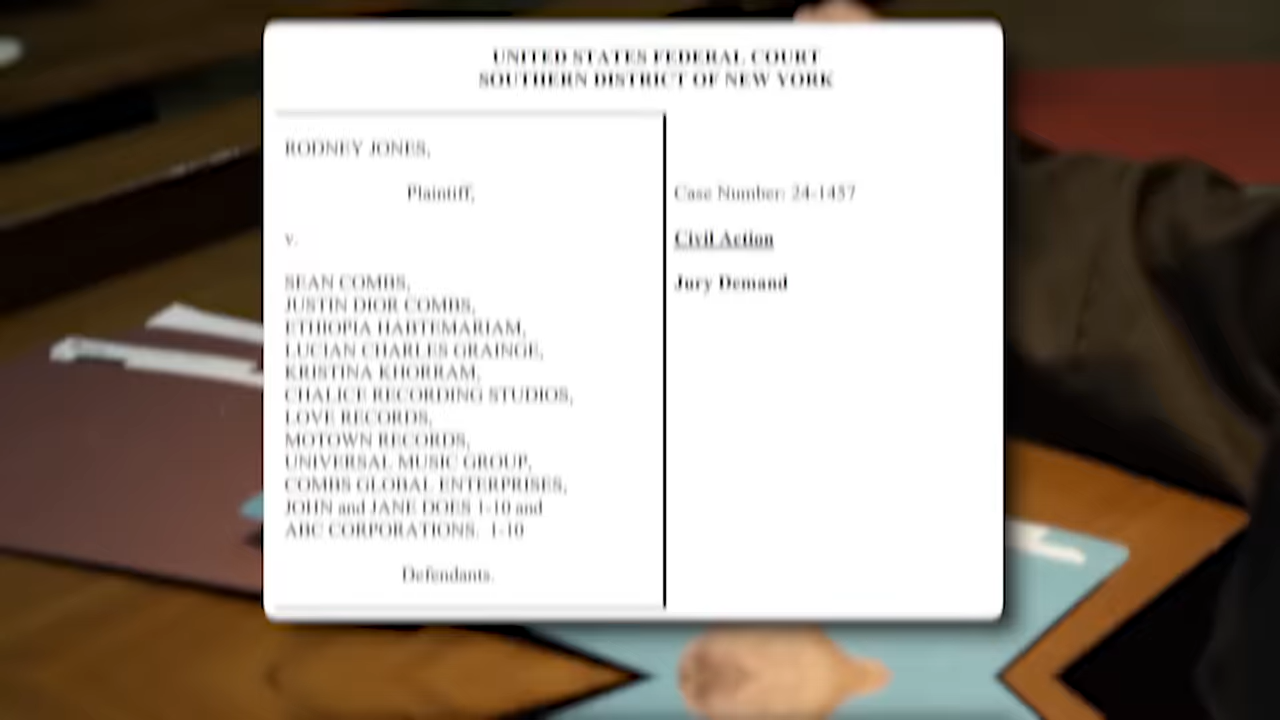 UNITED STATES FEDERAL COURT
SOUTHERN DISTRICT OF NEW YORK
RODNEY JONES,
Plaintiff,
v.
SEAN COMBS,
JUSTIN DIOR COMBS,
ETHIOPIA HABTEMARIAM,
LUCIAN CHARLES GRAINGE,
KRISTINA KHORRAM,
CHALICE RECORDING STUDIOS,
LOVE RECORDS,
MOTOWN RECORDS,
UNIVERSAL MUSIC GROUP,
COMBS GLOBAL ENTERPRISES,
JOHN and JANE DOES 1-10 and
ABC CORPORATIONS. 1-10
Defendants.
Case Number: 24-1457
Civil Action
Jury Demand